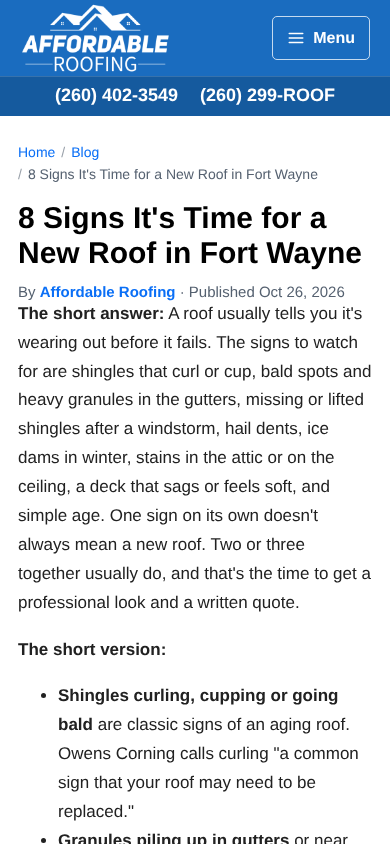 AFFORDABLE
ROOFING
Menu
(260) 402-3549 (260) 299-ROOF
Home / Blog
/ 8 Signs It's Time for a New Roof in Fort Wayne
8 Signs It's Time for a
New Roof in Fort Wayne
By Affordable Roofing · Published Oct 26, 2026
The short answer: A roof usually tells you it's
wearing out before it fails. The signs to watch
for are shingles that curl or cup, bald spots and
heavy granules in the gutters, missing or lifted
shingles after a windstorm, hail dents, ice
dams in winter, stains in the attic or on the
ceiling, a deck that sags or feels soft, and
simple age. One sign on its own doesn't
always mean a new roof. Two or three
together usually do, and that's the time to get a
professional look and a written quote.
The short version:
• Shingles curling, cupping or going
bald are classic signs of an aging roof.
Owens Corning calls curling "a common
sign that your roof may need to be
replaced."
• Granules piling up in gutters or near